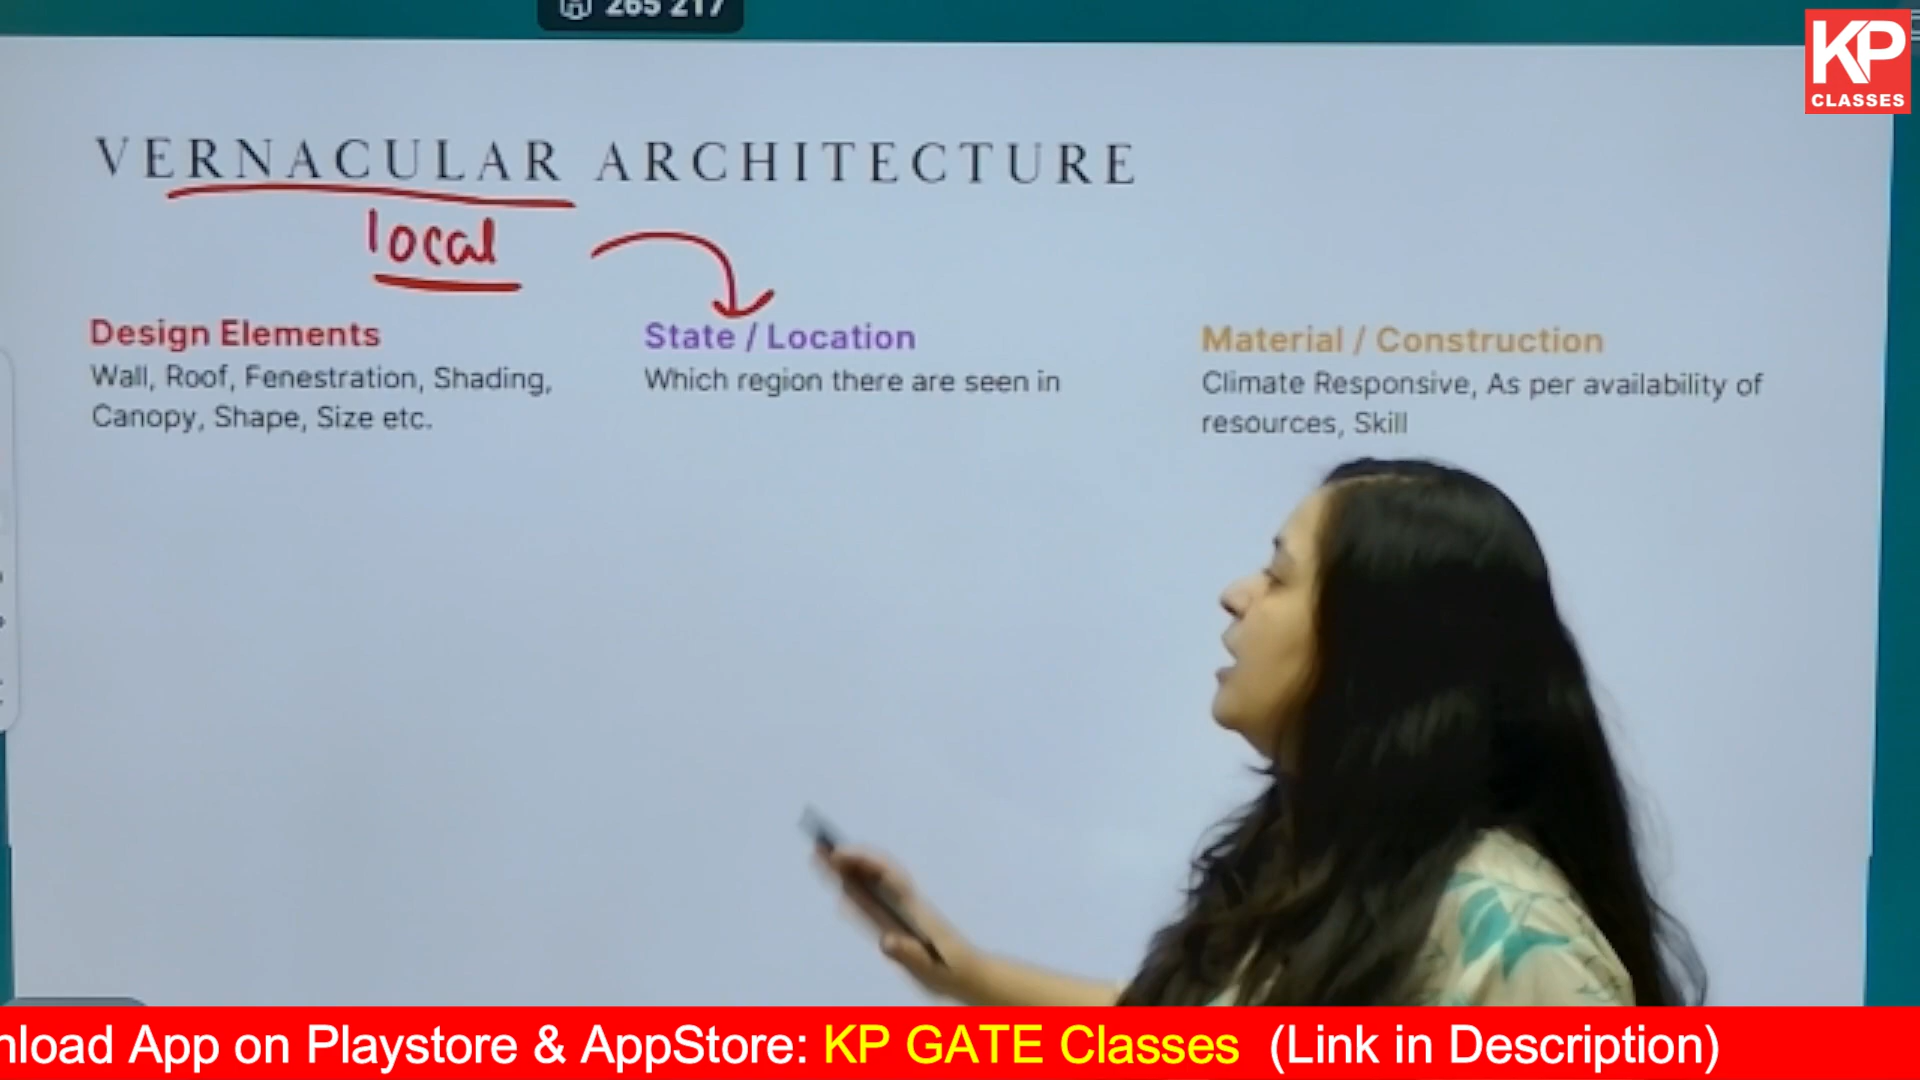 265 217
KP
CLASSES
VERNACULAR ARCHITECTURE
local
Design Elements
Wall, Roof, Fenestration, Shading,
Canopy, Shape, Size etc.
State / Location
Which region there are seen in
Material / Construction
Climate Responsive, As per availability of
resources, Skill
nload App on Playstore & AppStore: KP GATE Classes (Link in Description)